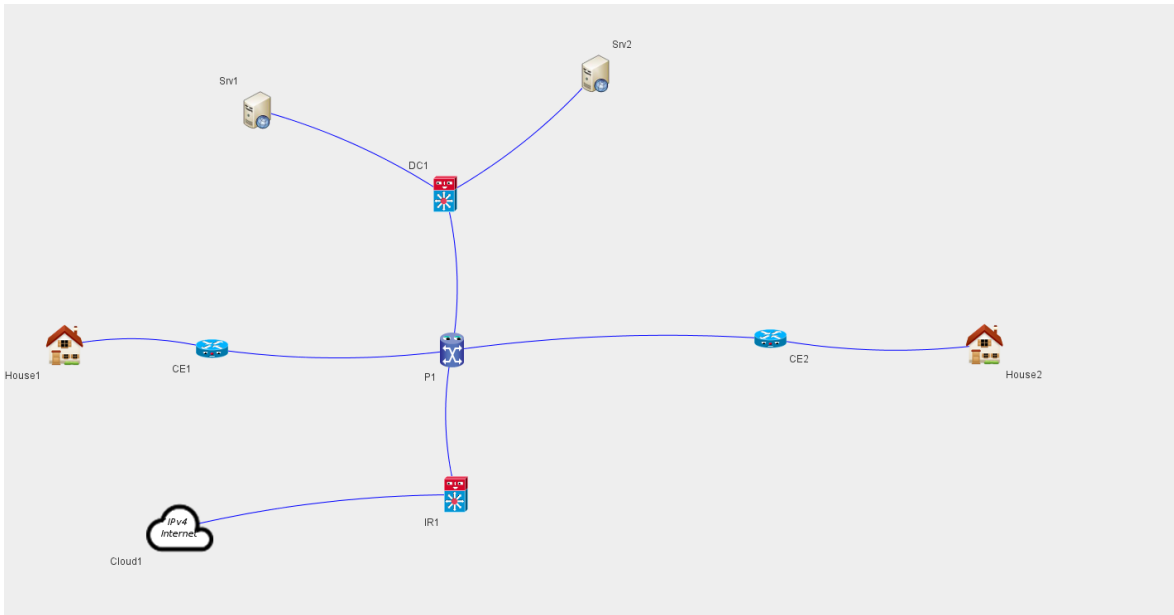 Srv2
Srv1
DC1
CE1
P1
CE2
House1
House2
IPv4
Internet
IR1
Cloud1